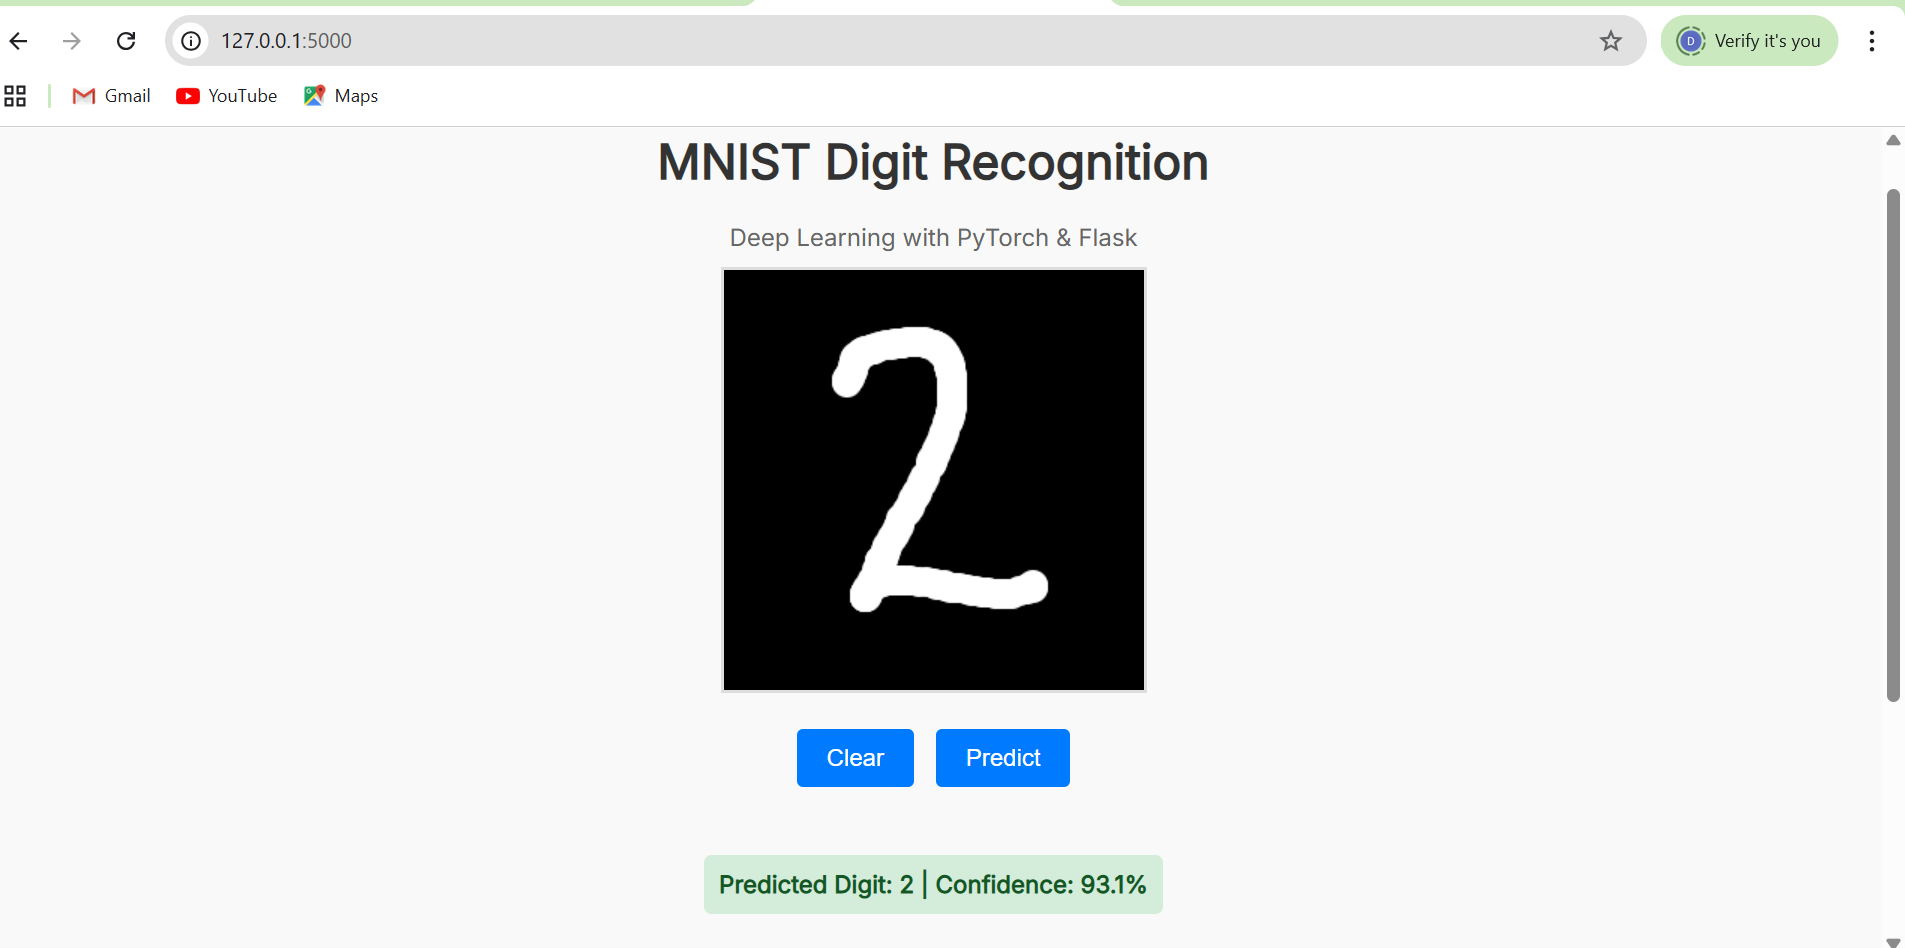 127.0.0.1:5000
D
Verify it's you
Gmail
YouTube
Maps
MNIST Digit Recognition
Deep Learning with PyTorch & Flask
2
Clear
Predict
Predicted Digit: 2 | Confidence: 93.1%